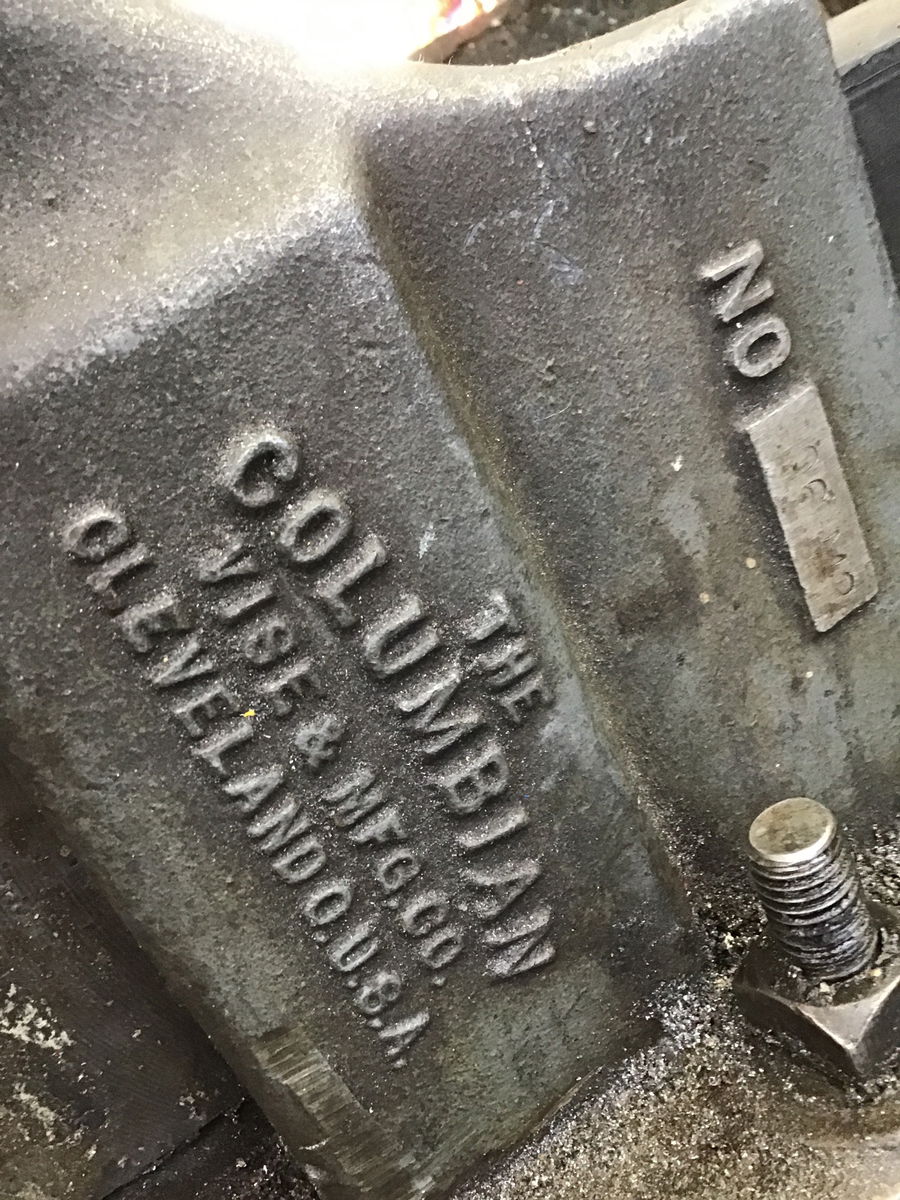 THE
COLUMBIAN
VISE & MFG. CO.
CLEVELAND.O.U.S.A.
NO